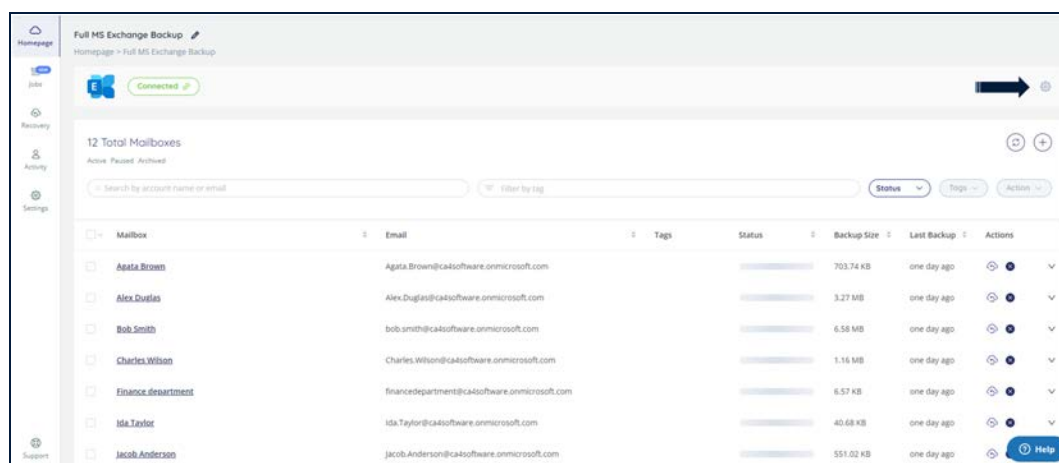 Homepage
NEW
Jobs
Recovery
Activity
Settings
Support
Full MS Exchange Backup
Homepage > Full MS Exchange Backup
E
Connected
12 Total Mailboxes
Active Paused Archived
Search by account name or email
Filter by tag
Status
Tags
Action
Mailbox Email Tags Status Backup Size Last Backup Actions
Agata Brown Agata.Brown@ca4software.onmicrosoft.com 703.74 KB one day ago
Alex Duglas Alex.Duglas@ca4software.onmicrosoft.com 3.27 MB one day ago
Bob Smith bob.smith@ca4software.onmicrosoft.com 6.58 MB one day ago
Charles Wilson Charles.Wilson@ca4software.onmicrosoft.com 1.16 MB one day ago
Finance department financedepartment@ca4software.onmicrosoft.com 6.57 KB one day ago
Ida Taylor Ida.Taylor@ca4software.onmicrosoft.com 40.68 KB one day ago
Jacob Anderson Jacob.Anderson@ca4software.onmicrosoft.com 551.02 KB one day ago
Help